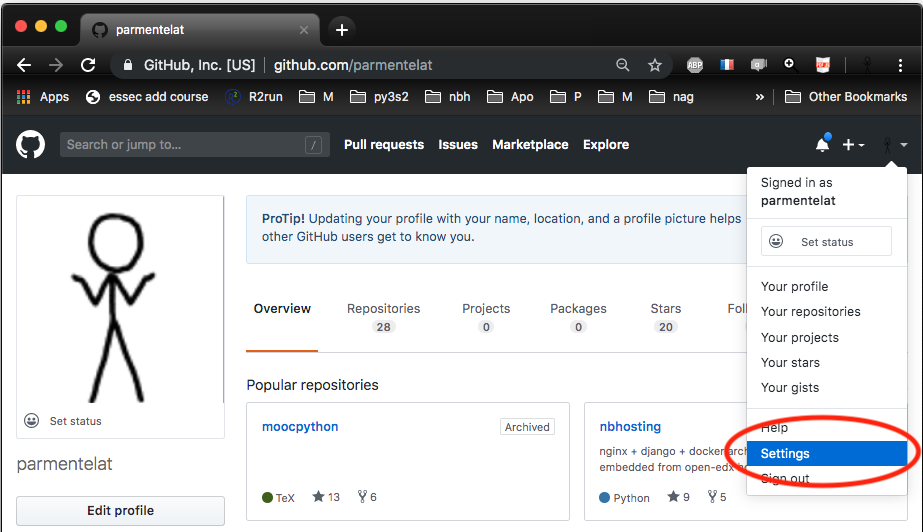 parmentelat
GitHub, Inc. [US] github.com/parmentelat
ABP
Apps essec add course R2run M py3s2 nbh Apo P M nag » Other Bookmarks
Search or jump to... /
Pull requests Issues Marketplace Explore
Signed in as
parmentelat
Set status
Your profile
Your repositories
Your projects
Your stars
Your gists
Help
Settings
Sign out
ProTip! Updating your profile with your name, location, and a profile picture helps
other GitHub users get to know you.
Overview
Repositories 28
Projects 0
Packages 0
Stars 20
Popular repositories
moocpython Archived
TeX 13 6
nbhosting
nginx + django + docker
embedded from open-edx
Python 9 5
Set status
parmentelat
Edit profile